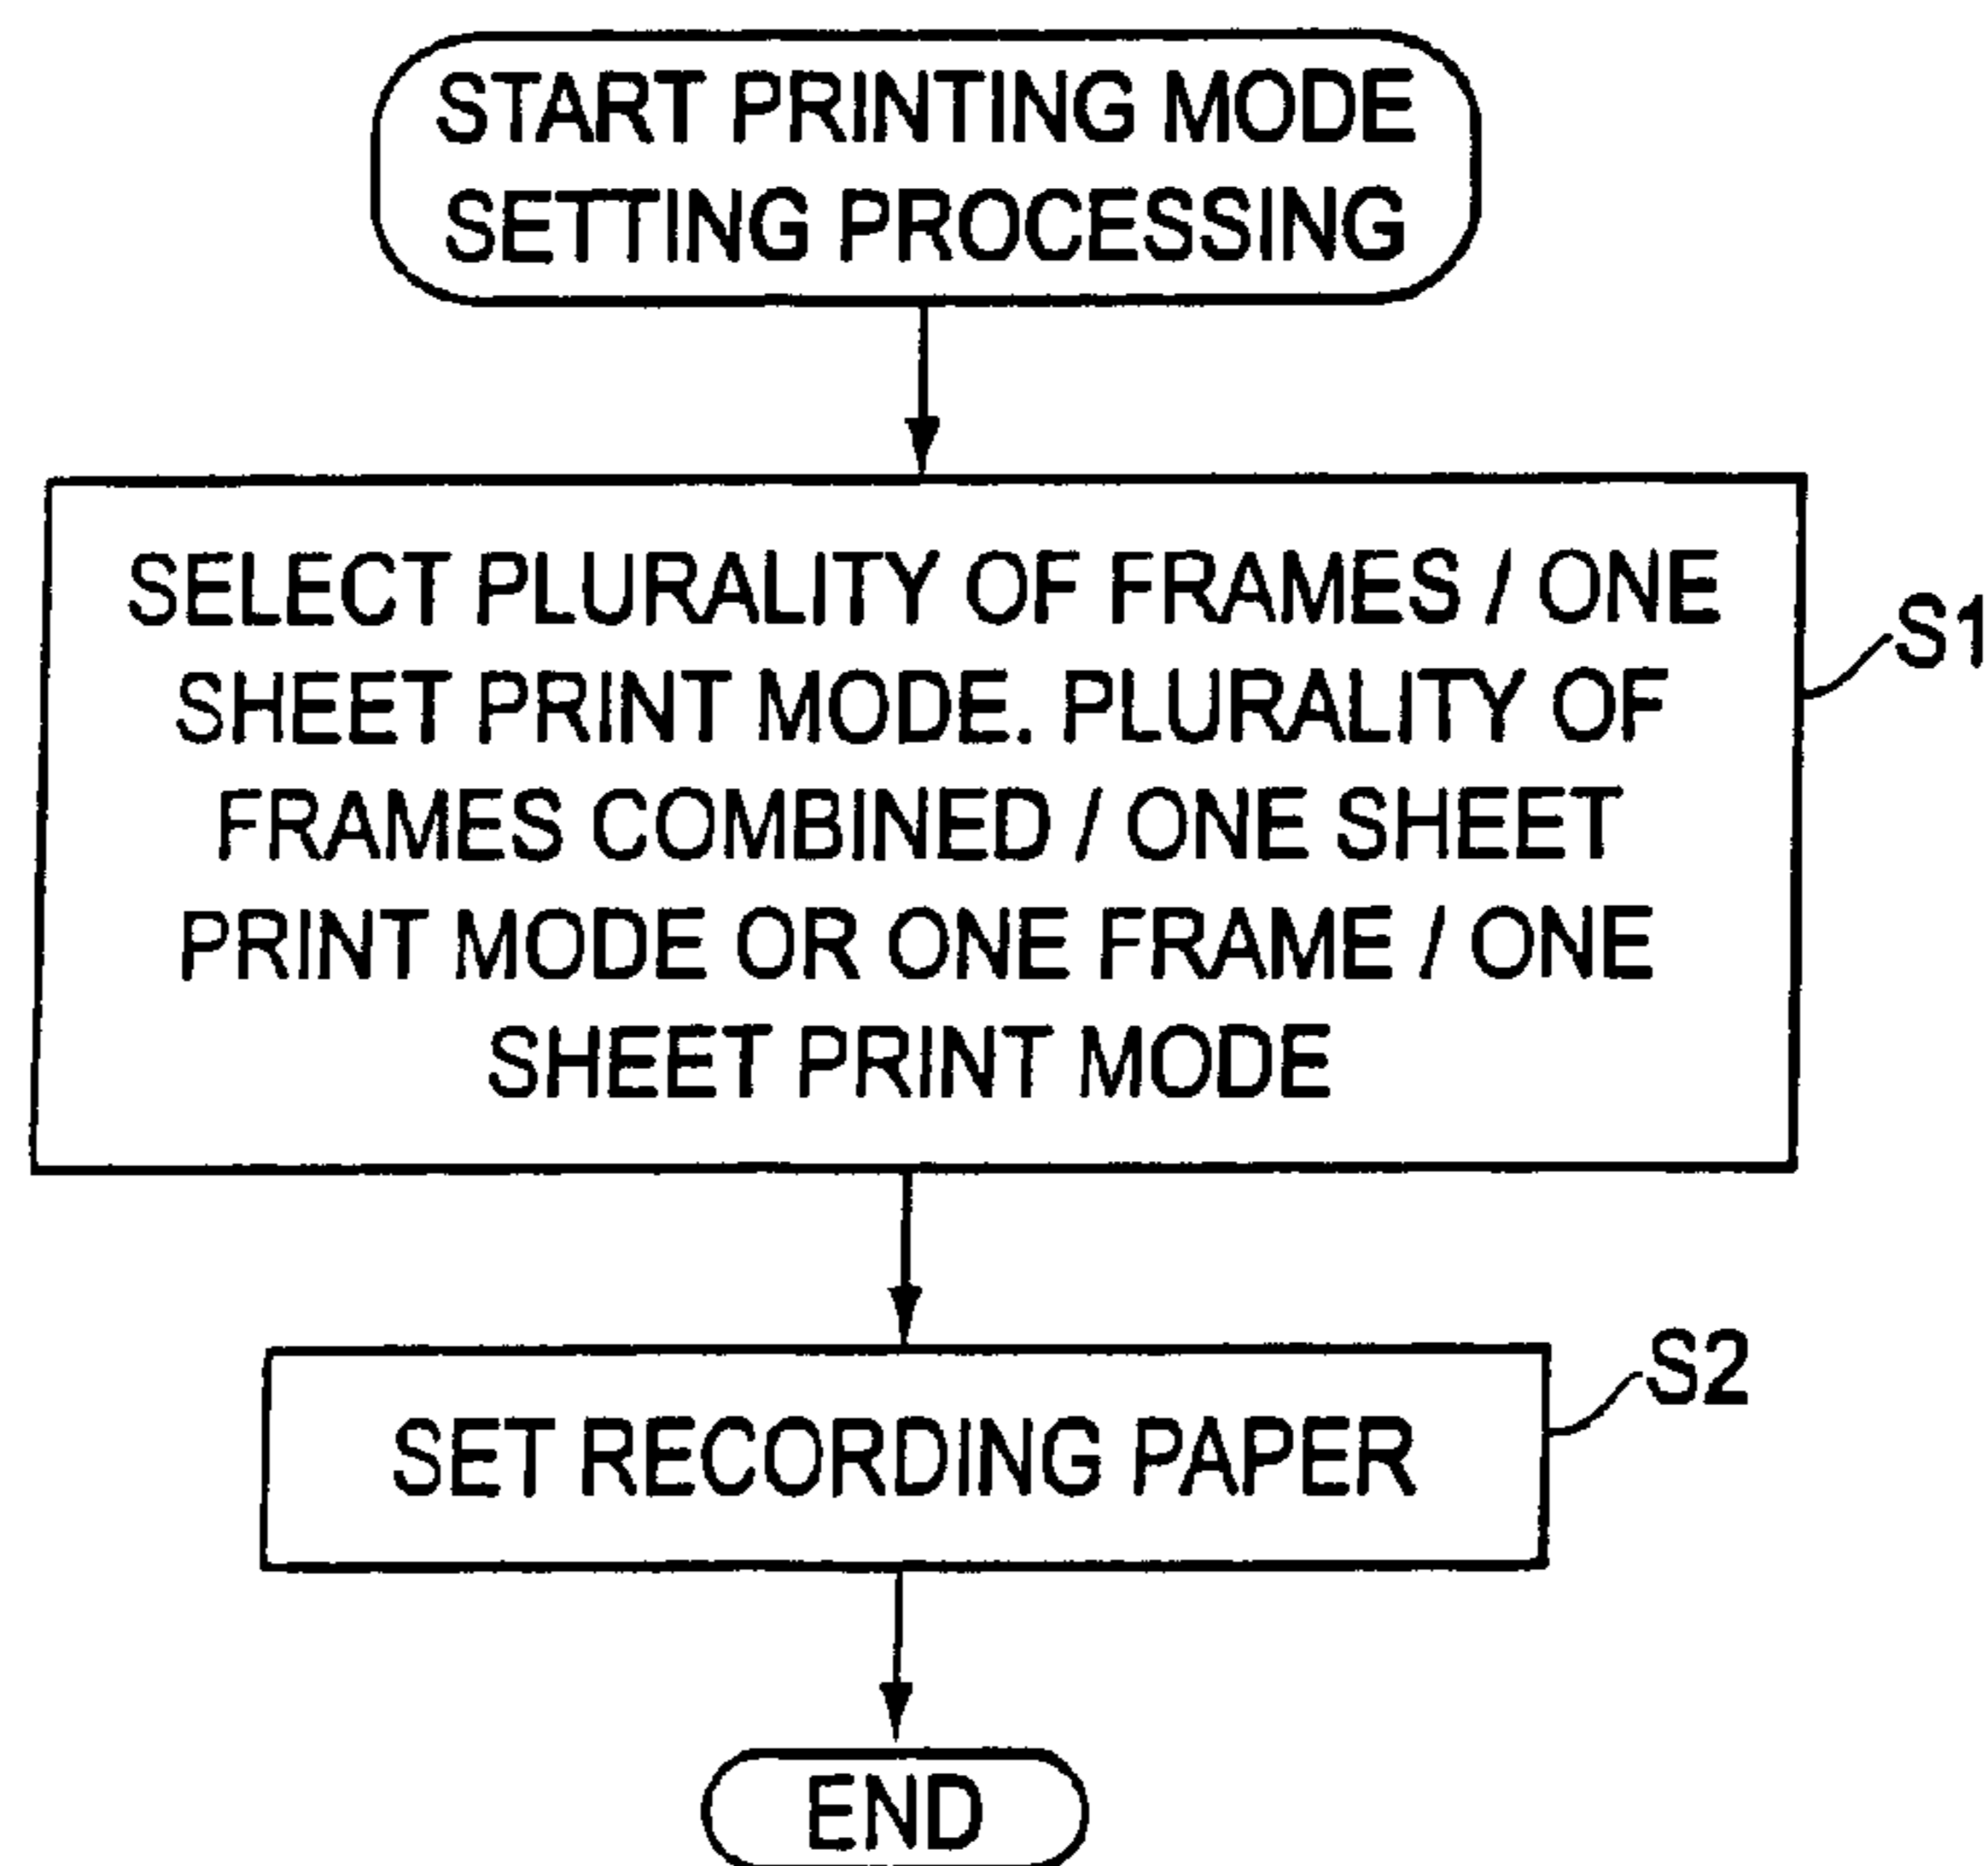 START PRINTING MODE
SETTING PROCESSING
SELECT PLURALITY OF FRAMES / ONE
SHEET PRINT MODE. PLURALITY OF
FRAMES COMBINED / ONE SHEET
PRINT MODE OR ONE FRAME / ONE
SHEET PRINT MODE
S1
SET RECORDING PAPER
S2
END